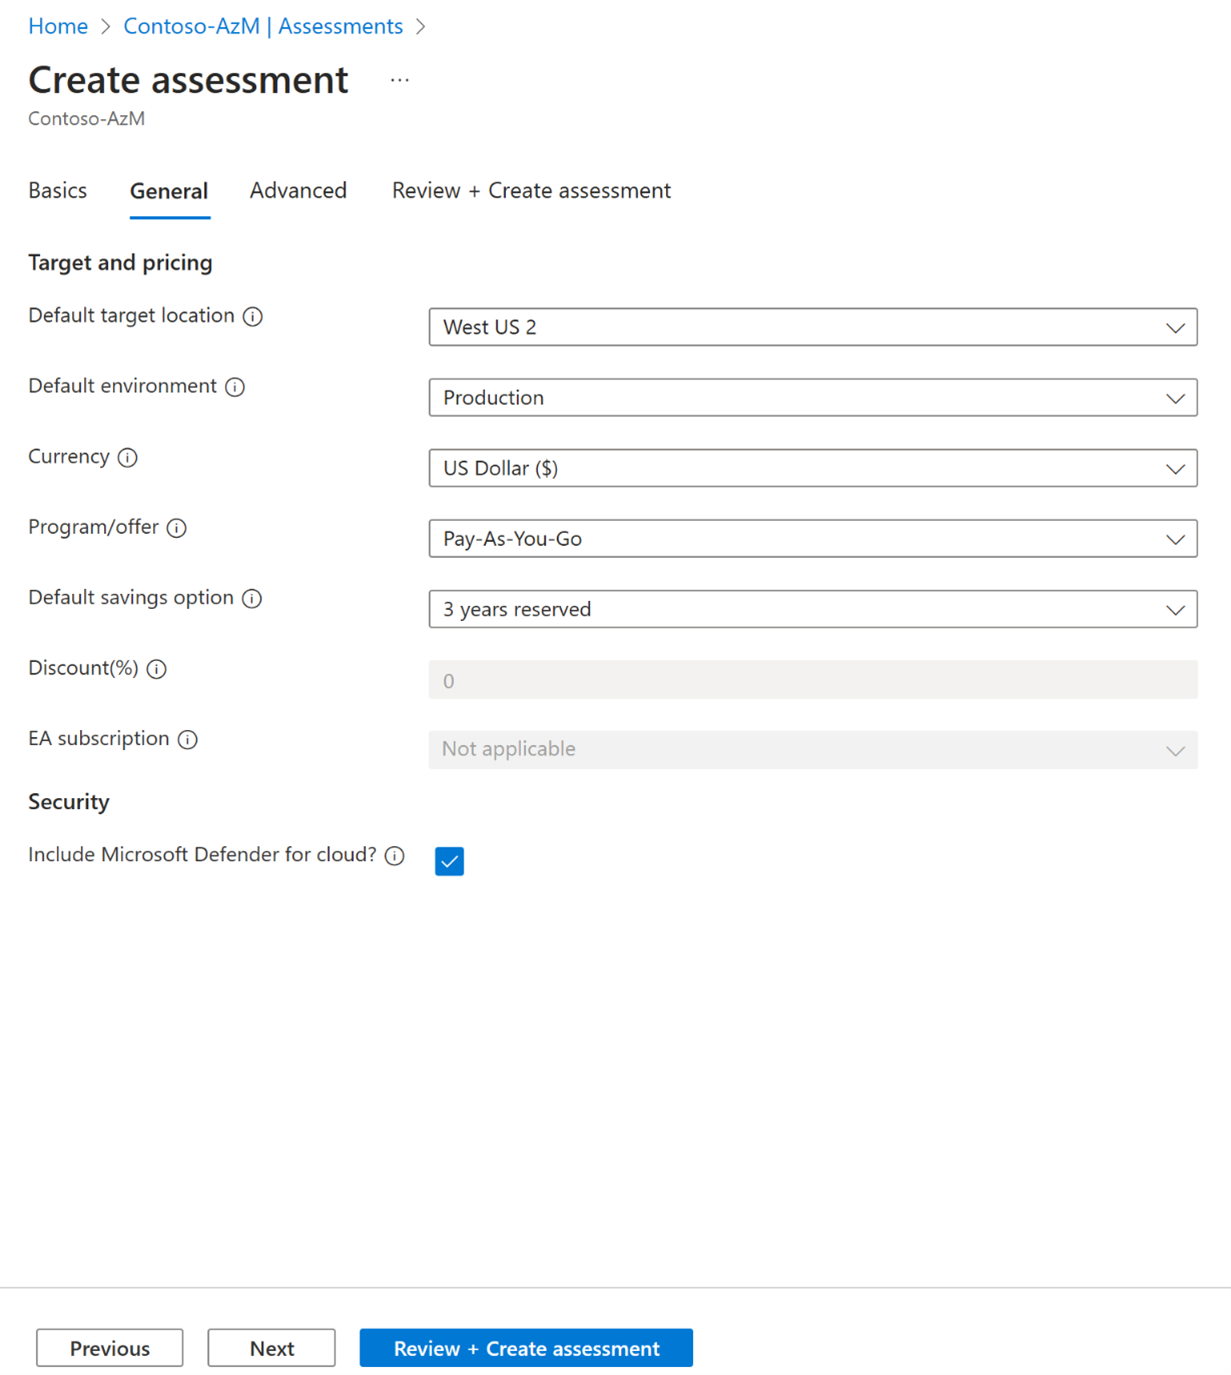 Home > Contoso-AzM | Assessments >
Create assessment ...
Contoso-AzM
Basics General Advanced Review + Create assessment
Target and pricing
Default target location
West US 2
Default environment
Production
Currency
US Dollar ($)
Program/offer
Pay-As-You-Go
Default savings option
3 years reserved
Discount(%)
0
EA subscription
Not applicable
Security
Include Microsoft Defender for cloud?
Previous Next Review + Create assessment